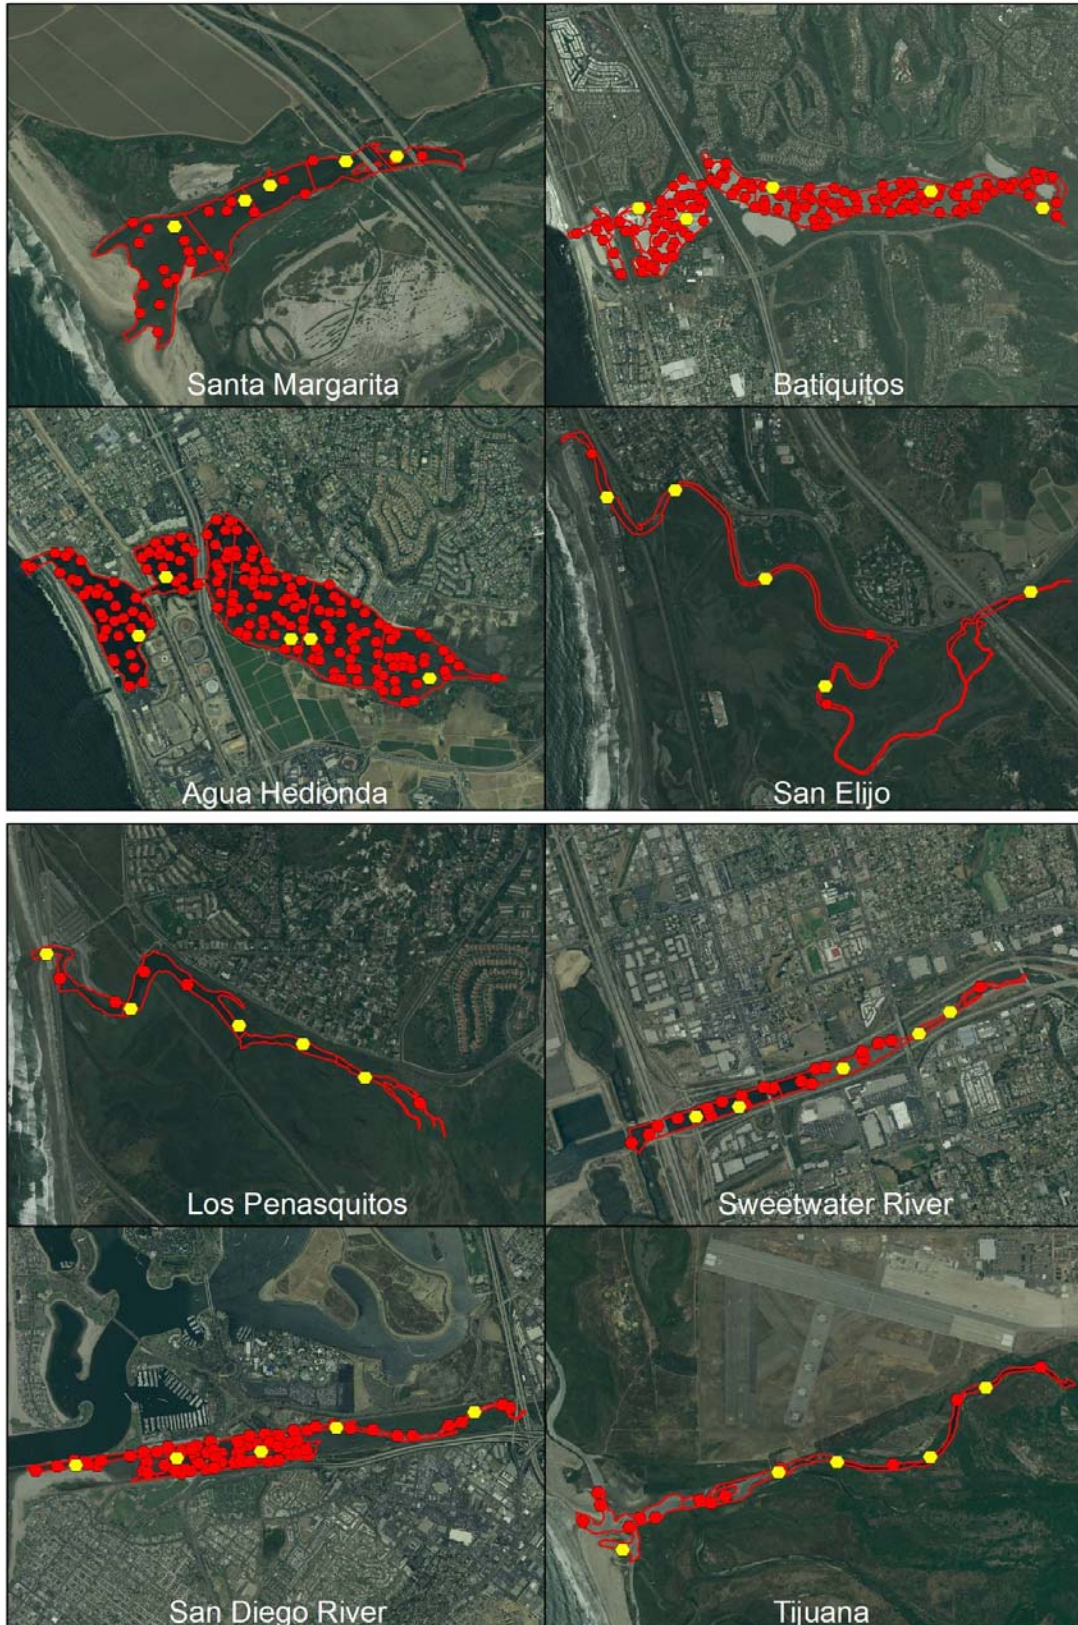 Santa Margarita
Batiquitos
Agua Hedionda
San Elijo
Los Penasquitos
Sweetwater River
San Diego River
Tijuana